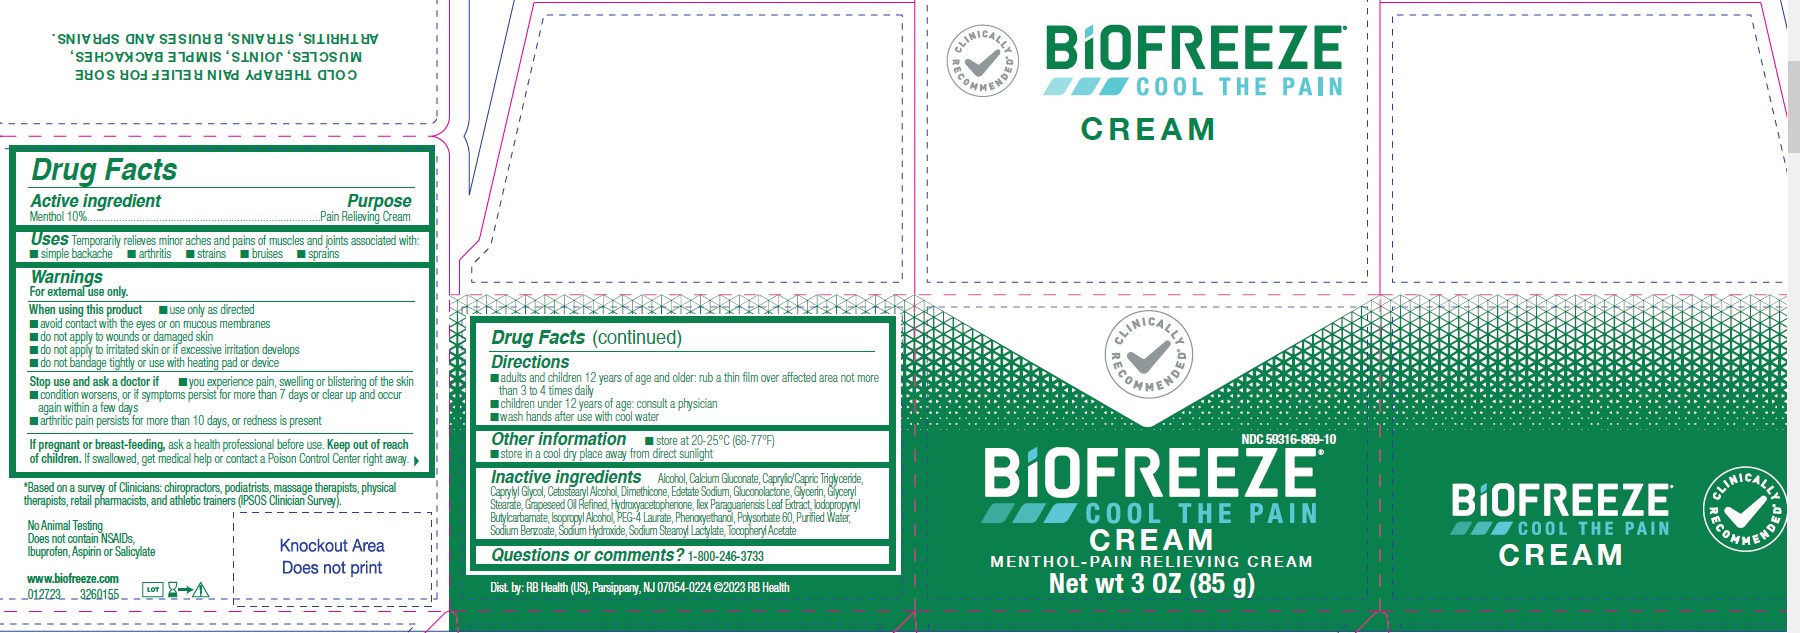 COLD THERAPY PAIN RELIEF FOR SORE
MUSCLES, JOINTS, SIMPLE BACKACHES,
ARTHRITIS, STRAINS, BRUISES AND SPRAINS.
Drug Facts
Active ingredient Purpose
Menthol 10%..........Pain Relieving Cream
Uses Temporarily relieves minor aches and pains of muscles and joints associated with:
■ simple backache ■ arthritis ■ strains ■ bruises ■ sprains
Warnings
For external use only.
When using this product ■ use only as directed
■ avoid contact with the eyes or on mucous membranes
■ do not apply to wounds or damaged skin
■ do not apply to irritated skin or if excessive irritation develops
■ do not bandage tightly or use with heating pad or device
Stop use and ask a doctor if ■ you experience pain, swelling or blistering of the skin
■ condition worsens, or if symptoms persist for more than 7 days or clear up and occur
again within a few days
■ arthritic pain persists for more than 10 days, or redness is present
If pregnant or breast-feeding, ask a health professional before use. Keep out of reach
of children. If swallowed, get medical help or contact a Poison Control Center right away.
*Based on a survey of Clinicians: chiropractors, podiatrists, massage therapists, physical
therapists, retail pharmacists, and athletic trainers (IPSOS Clinician Survey).
No Animal Testing
Does not contain NSAIDs,
Ibuprofen, Aspirin or Salicylate
www.biofreeze.com
012723 3260155
LOT
Knockout Area
Does not print
Drug Facts (continued)
Directions
■ adults and children 12 years of age and older: rub a thin film over affected area not more
than 3 to 4 times daily
■ children under 12 years of age: consult a physician
■ wash hands after use with cool water
Other information ■ store at 20-25°C (68-77°F)
■ store in a cool dry place away from direct sunlight
Inactive ingredients Alcohol, Calcium Gluconate, Caprylic/Capric Triglyceride,
Caprylyl Glycol, Cetostearyl Alcohol, Dimethicone, Edetate Sodium, Gluconolactone, Glycerin, Glyceryl
Stearate, Grapeseed Oil Refined, Hydroxyacetophenone, Ilex Paraguariensis Leaf Extract, Iodopropynyl
Butylcarbamate, Isopropyl Alcohol, PEG-4 Laurate, Phenoxyethanol, Polysorbate 60, Purified Water,
Sodium Benzoate, Sodium Hydroxide, Sodium Stearoyl Lactylate, Tocopheryl Acetate
Questions or comments? 1-800-246-3733
Dist. by: RB Health (US), Parsippany, NJ 07054-0224 ©2023 RB Health
CLINICALLY RECOMMENDED*
BIOFREEZE®
COOL THE PAIN
CREAM
CLINICALLY RECOMMENDED*
NDC 59316-869-10
BIOFREEZE®
COOL THE PAIN
CREAM
MENTHOL-PAIN RELIEVING CREAM
Net wt 3 OZ (85 g)
BIOFREEZE®
COOL THE PAIN
CREAM
CLINICALLY RECOMMENDED*